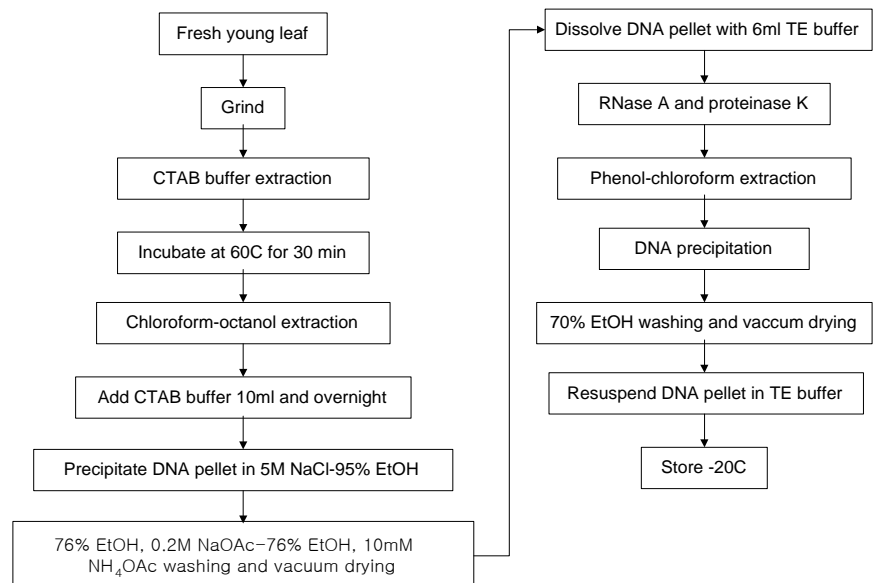 Fresh young leaf
Grind
CTAB buffer extraction
Incubate at 60C for 30 min
Chloroform-octanol extraction
Add CTAB buffer 10ml and overnight
Precipitate DNA pellet in 5M NaCl-95% EtOH
76% EtOH, 0.2M NaOAc-76% EtOH, 10mM
NH₄OAc washing and vacuum drying
Dissolve DNA pellet with 6ml TE buffer
RNase A and proteinase K
Phenol-chloroform extraction
DNA precipitation
70% EtOH washing and vaccum drying
Resuspend DNA pellet in TE buffer
Store -20C